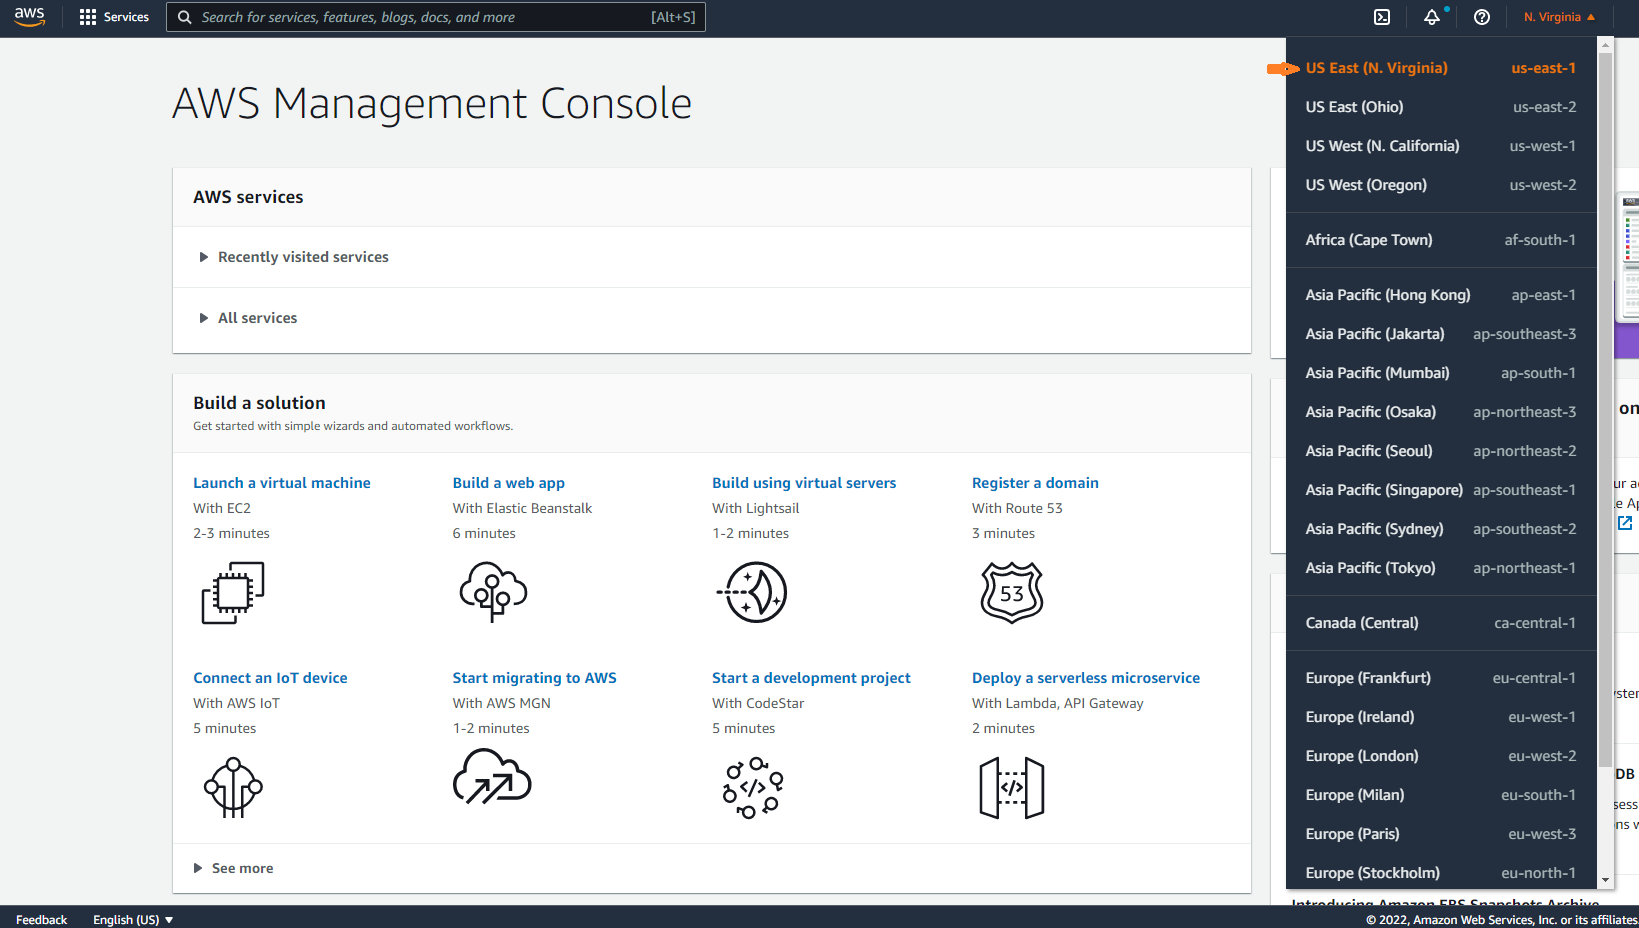 aws Services Search for services, features, blogs, docs, and more [Alt+S] N. Virginia
AWS Management Console
AWS services
Recently visited services
All services
Build a solution
Get started with simple wizards and automated workflows.
Launch a virtual machine
With EC2
2-3 minutes
Build a web app
With Elastic Beanstalk
6 minutes
Build using virtual servers
With Lightsail
1-2 minutes
Register a domain
With Route 53
3 minutes
53
Connect an IoT device
With AWS IoT
5 minutes
Start migrating to AWS
With AWS MGN
1-2 minutes
Start a development project
With CodeStar
5 minutes
</>
Deploy a serverless microservice
With Lambda, API Gateway
2 minutes
</>
See more
US East (N. Virginia) us-east-1
US East (Ohio) us-east-2
US West (N. California) us-west-1
US West (Oregon) us-west-2
Africa (Cape Town) af-south-1
Asia Pacific (Hong Kong) ap-east-1
Asia Pacific (Jakarta) ap-southeast-3
Asia Pacific (Mumbai) ap-south-1
Asia Pacific (Osaka) ap-northeast-3
Asia Pacific (Seoul) ap-northeast-2
Asia Pacific (Singapore) ap-southeast-1
Asia Pacific (Sydney) ap-southeast-2
Asia Pacific (Tokyo) ap-northeast-1
Canada (Central) ca-central-1
Europe (Frankfurt) eu-central-1
Europe (Ireland) eu-west-1
Europe (London) eu-west-2
Europe (Milan) eu-south-1
Europe (Paris) eu-west-3
Europe (Stockholm) eu-north-1
on
DB
Introducing Amazon EBS Snapshots Archive
Feedback English (US) © 2022, Amazon Web Services, Inc. or its affiliates.